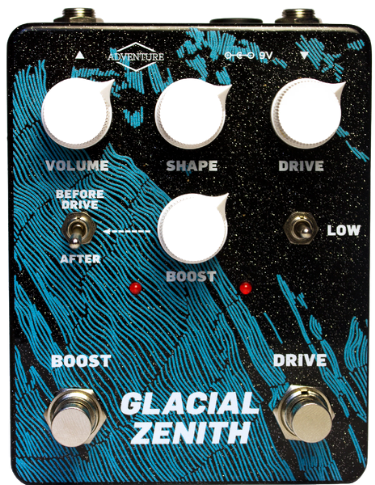 ADVENTURE
9V
VOLUME
SHAPE
DRIVE
BEFORE
DRIVE
AFTER
LOW
BOOST
BOOST
DRIVE
GLACIAL
ZENITH